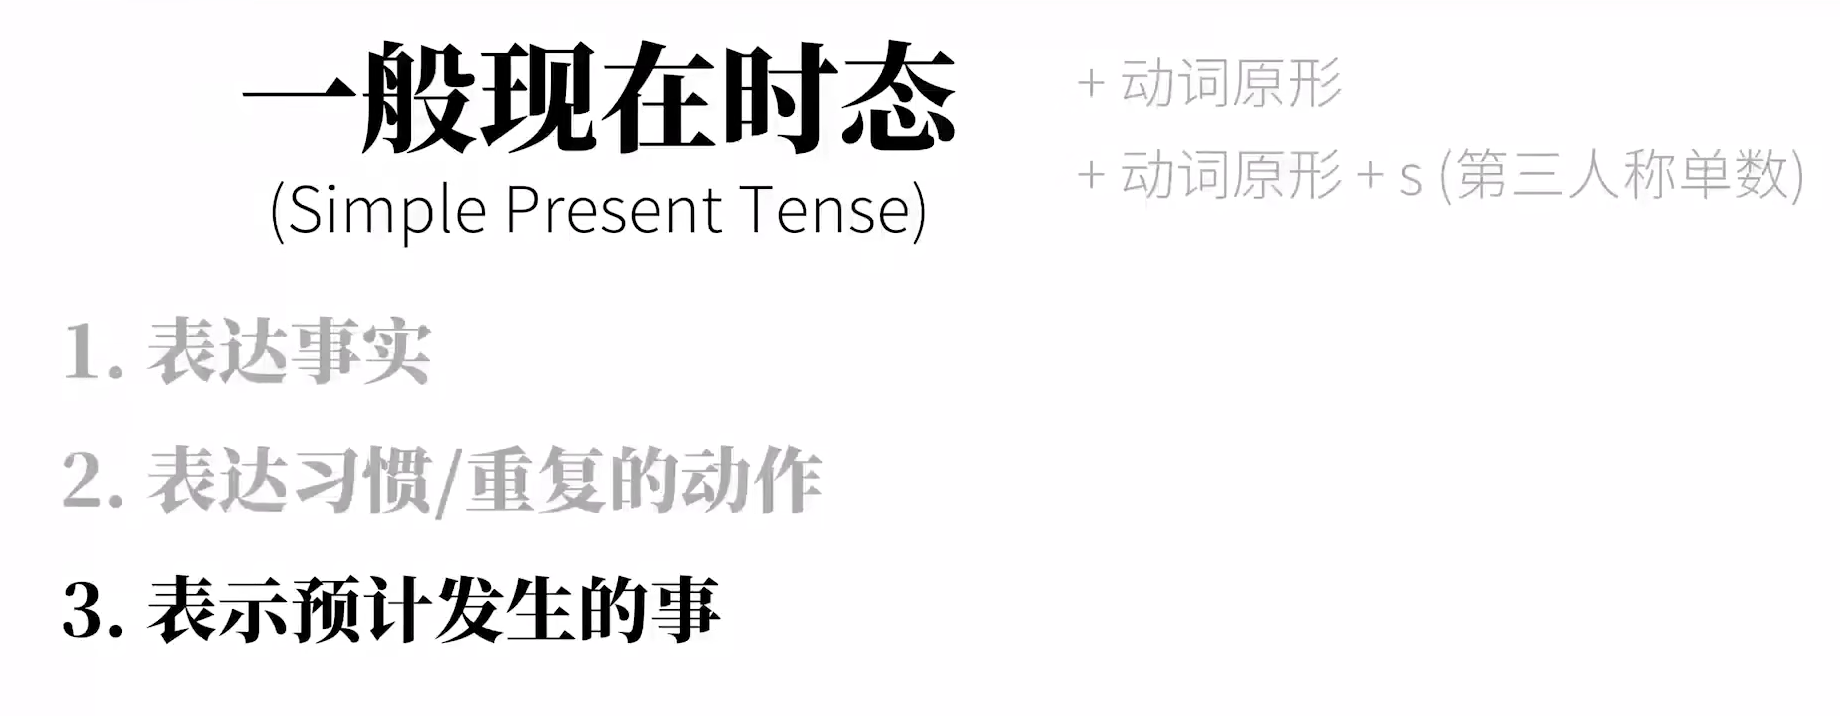 一般现在时态
(Simple Present Tense)
+ 动词原形
+ 动词原形 + s (第三人称单数)
1. 表达事实
2. 表达习惯/重复的动作
3. 表示预计发生的事